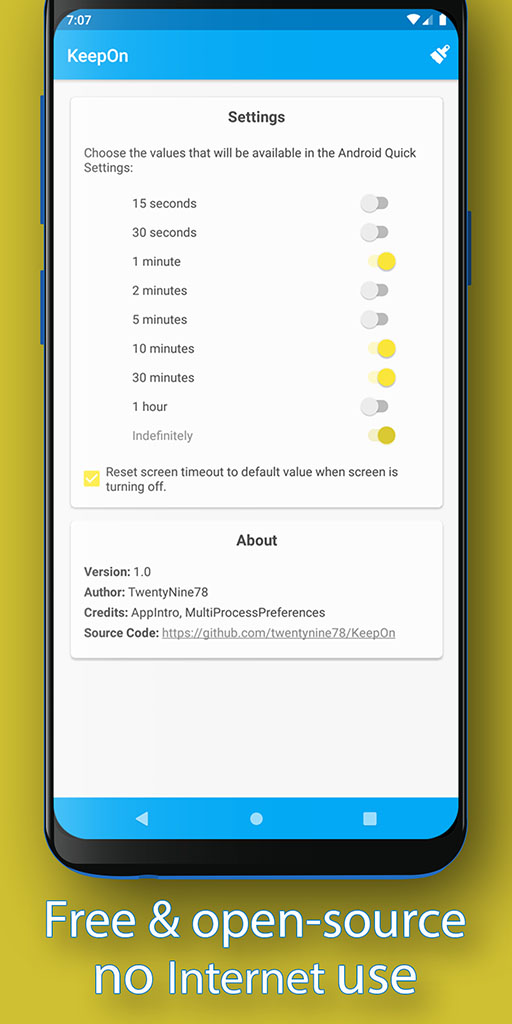 7:07
KeepOn
Settings
Choose the values that will be available in the Android Quick
Settings:
15 seconds
30 seconds
1 minute
2 minutes
5 minutes
10 minutes
30 minutes
1 hour
Indefinitely
Reset screen timeout to default value when screen is
turning off.
About
Version: 1.0
Author: TwentyNine78
Credits: AppIntro, MultiProcessPreferences
Source Code: https://github.com/twentynine78/KeepOn
Free & open-source
no Internet use